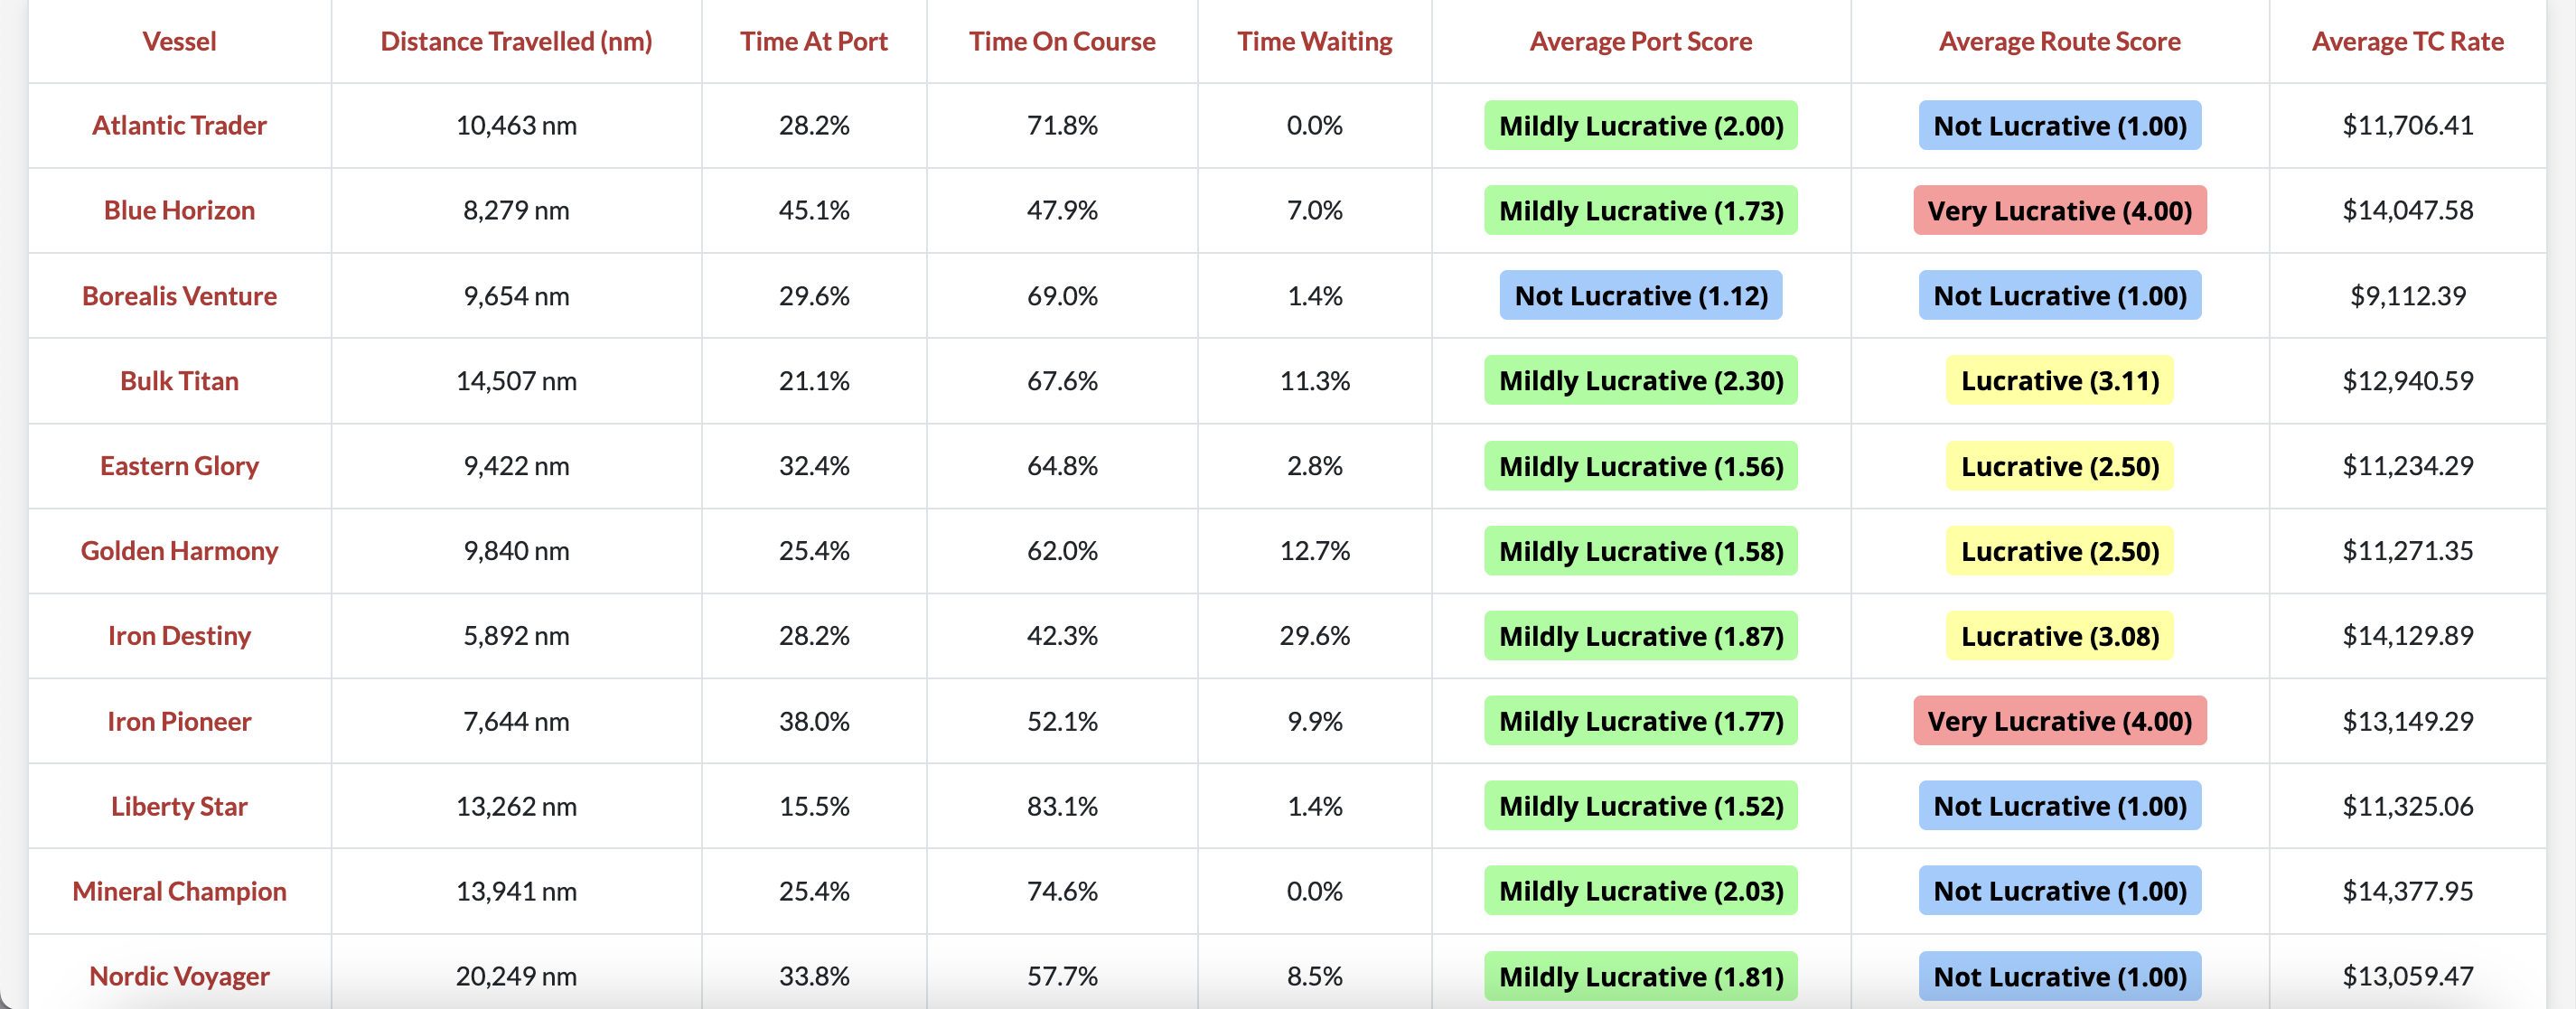 Vessel Distance Travelled (nm) Time At Port Time On Course Time Waiting Average Port Score Average Route Score Average TC Rate
Atlantic Trader 10,463 nm 28.2% 71.8% 0.0% Mildly Lucrative (2.00) Not Lucrative (1.00) $11,706.41
Blue Horizon 8,279 nm 45.1% 47.9% 7.0% Mildly Lucrative (1.73) Very Lucrative (4.00) $14,047.58
Borealis Venture 9,654 nm 29.6% 69.0% 1.4% Not Lucrative (1.12) Not Lucrative (1.00) $9,112.39
Bulk Titan 14,507 nm 21.1% 67.6% 11.3% Mildly Lucrative (2.30) Lucrative (3.11) $12,940.59
Eastern Glory 9,422 nm 32.4% 64.8% 2.8% Mildly Lucrative (1.56) Lucrative (2.50) $11,234.29
Golden Harmony 9,840 nm 25.4% 62.0% 12.7% Mildly Lucrative (1.58) Lucrative (2.50) $11,271.35
Iron Destiny 5,892 nm 28.2% 42.3% 29.6% Mildly Lucrative (1.87) Lucrative (3.08) $14,129.89
Iron Pioneer 7,644 nm 38.0% 52.1% 9.9% Mildly Lucrative (1.77) Very Lucrative (4.00) $13,149.29
Liberty Star 13,262 nm 15.5% 83.1% 1.4% Mildly Lucrative (1.52) Not Lucrative (1.00) $11,325.06
Mineral Champion 13,941 nm 25.4% 74.6% 0.0% Mildly Lucrative (2.03) Not Lucrative (1.00) $14,377.95
Nordic Voyager 20,249 nm 33.8% 57.7% 8.5% Mildly Lucrative (1.81) Not Lucrative (1.00) $13,059.47